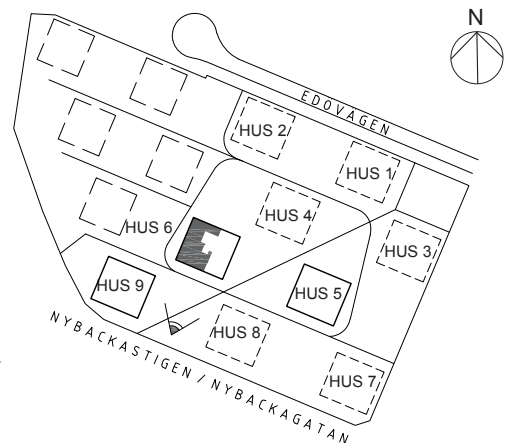 N
EDOVÄGEN
HUS 2
HUS 1
HUS 4
HUS 3
HUS 6
HUS 9
HUS 5
HUS 8
HUS 7
NYBACKASTIGEN / NYBACKAGATAN